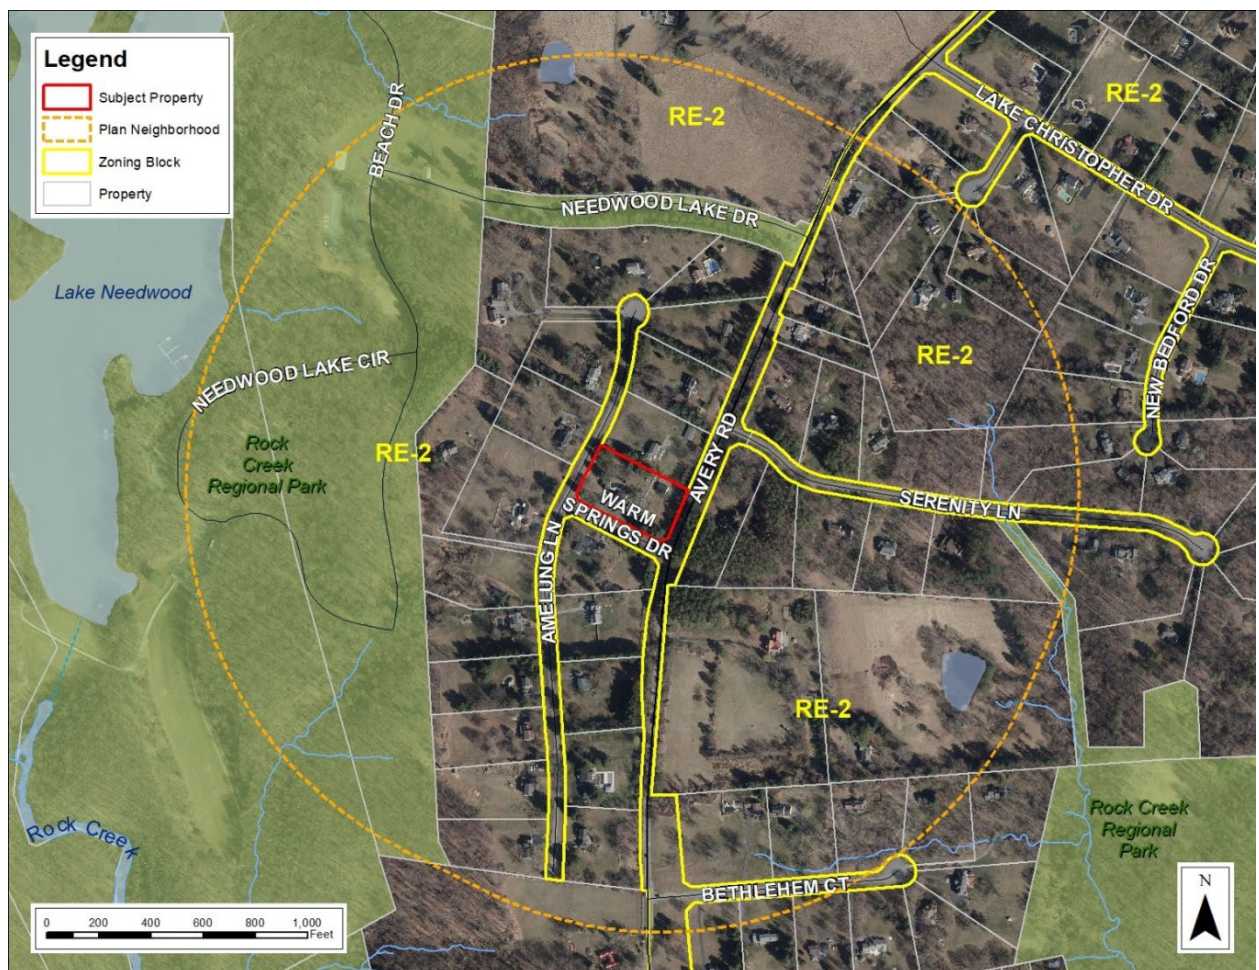 Legend
Subject Property
Plan Neighborhood
Zoning Block
Property
BEACH DR
RE-2
RE-2
LAKE CHRISTOPHER DR
NEEDWOOD LAKE DR
Lake Needwood
NEW BEDFORD DR
NEEDWOOD LAKE CIR
RE-2
AVERY RD
Rock
Creek
Regional Park
RE-2
WARM
SPRINGS DR
SERENITY LN
AMELUNG LN
RE-2
Rock Creek
Rock Creek
Regional
Park
BETHLEHEM CT
N
0 200 400 600 800 1,000
Feet